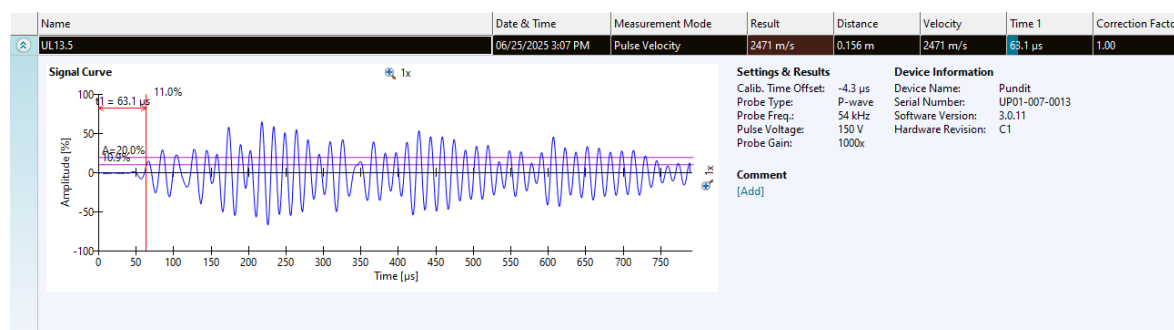 Name Date & Time Measurement Mode Result Distance Velocity Time 1 Correction Facto
UL13.5 06/25/2025 3:07 PM Pulse Velocity 2471 m/s 0.156 m 2471 m/s 63.1 µs 1.00
Signal Curve 1x Settings & Results Device Information
Calib. Time Offset: -4.3 µs Device Name: Pundit
Probe Type: P-wave Serial Number: UP01-007-0013
Probe Freq.: 54 kHz Software Version: 3.0.11
Pulse Voltage: 150 V Hardware Revision: C1
Probe Gain: 1000x
Comment
[Add]
11.0%
100
t1 = 63.1 µs
50
A=20.0%
10.9%
0
-50
-100
Amplitude [%]
1x
0 50 100 150 200 250 300 350 400 450 500 550 600 650 700 750
Time [µs]